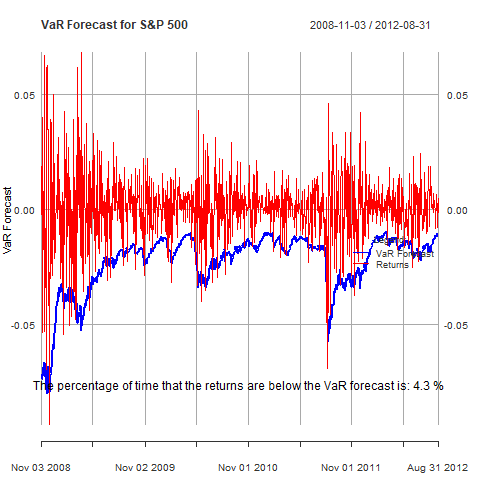 VaR Forecast for S&P 500 2008-11-03 / 2012-08-31
0.05 0.05
0.00 0.00
VaR Forecast
Legend
VaR Forecast
Returns
-0.05 -0.05
The percentage of time that the returns are below the VaR forecast is: 4.3 %
Nov 03 2008 Nov 02 2009 Nov 01 2010 Nov 01 2011 Aug 31 2012